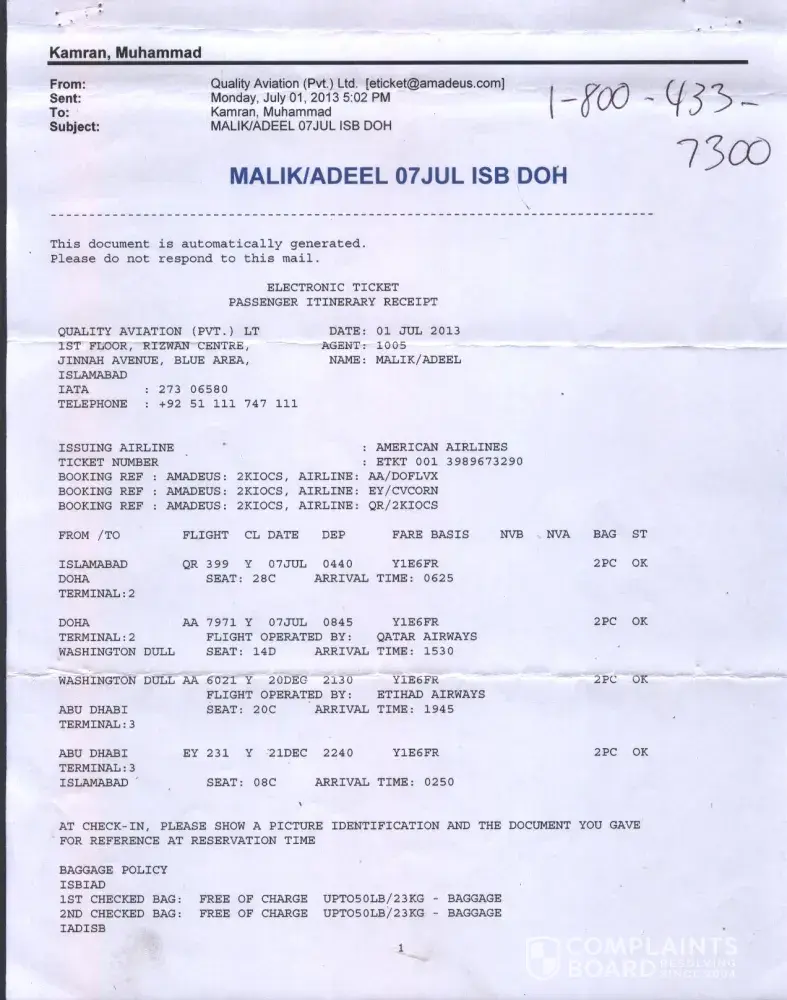 Kamran, Muhammad
From: Quality Aviation (Pvt.) Ltd. [eticket@amadeus.com]
Sent: Monday, July 01, 2013 5:02 PM
To: Kamran, Muhammad
Subject: MALIK/ADEEL 07JUL ISB DOH
1-800-433-
7300
MALIK/ADEEL 07JUL ISB DOH
--------------------------------------------------------------------------------
This document is automatically generated.
Please do not respond to this mail.
ELECTRONIC TICKET
PASSENGER ITINERARY RECEIPT
QUALITY AVIATION (PVT.) LT DATE: 01 JUL 2013
1ST FLOOR, RIZWAN CENTRE, AGENT: 1005
JINNAH AVENUE, BLUE AREA, NAME: MALIK/ADEEL
ISLAMABAD
IATA : 273 06580
TELEPHONE : +92 51 111 747 111
ISSUING AIRLINE : AMERICAN AIRLINES
TICKET NUMBER : ETKT 001 3989673290
BOOKING REF : AMADEUS: 2KIOCS, AIRLINE: AA/DOFLVX
BOOKING REF : AMADEUS: 2KIOCS, AIRLINE: EY/CVCORN
BOOKING REF : AMADEUS: 2KIOCS, AIRLINE: QR/2KIOCS
FROM /TO FLIGHT CL DATE DEP FARE BASIS NVB NVA BAG ST
ISLAMABAD QR 399 Y 07JUL 0440 Y1E6FR 2PC OK
DOHA SEAT: 28C ARRIVAL TIME: 0625
TERMINAL:2
DOHA AA 7971 Y 07JUL 0845 Y1E6FR 2PC OK
TERMINAL:2 FLIGHT OPERATED BY: QATAR AIRWAYS
WASHINGTON DULL SEAT: 14D ARRIVAL TIME: 1530
WASHINGTON DULL AA 6021 Y 20DEC 2130 Y1E6FR 2PC OK
FLIGHT OPERATED BY: ETIHAD AIRWAYS
ABU DHABI SEAT: 20C ARRIVAL TIME: 1945
TERMINAL:3
ABU DHABI EY 231 Y 21DEC 2240 Y1E6FR 2PC OK
TERMINAL:3
ISLAMABAD SEAT: 08C ARRIVAL TIME: 0250
AT CHECK-IN, PLEASE SHOW A PICTURE IDENTIFICATION AND THE DOCUMENT YOU GAVE
FOR REFERENCE AT RESERVATION TIME
BAGGAGE POLICY
ISBIAD
1ST CHECKED BAG: FREE OF CHARGE UPTO50LB/23KG - BAGGAGE
2ND CHECKED BAG: FREE OF CHARGE UPTO50LB/23KG - BAGGAGE
IADISB
1
COMPLAINTS
BOARD RESOLVING
SINCE 2004